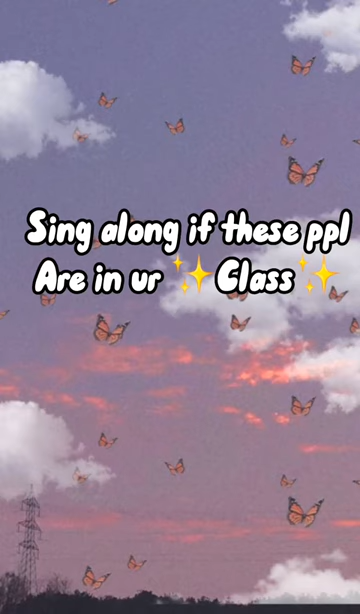 Sing along if these ppl
Are in ur ✨Class✨